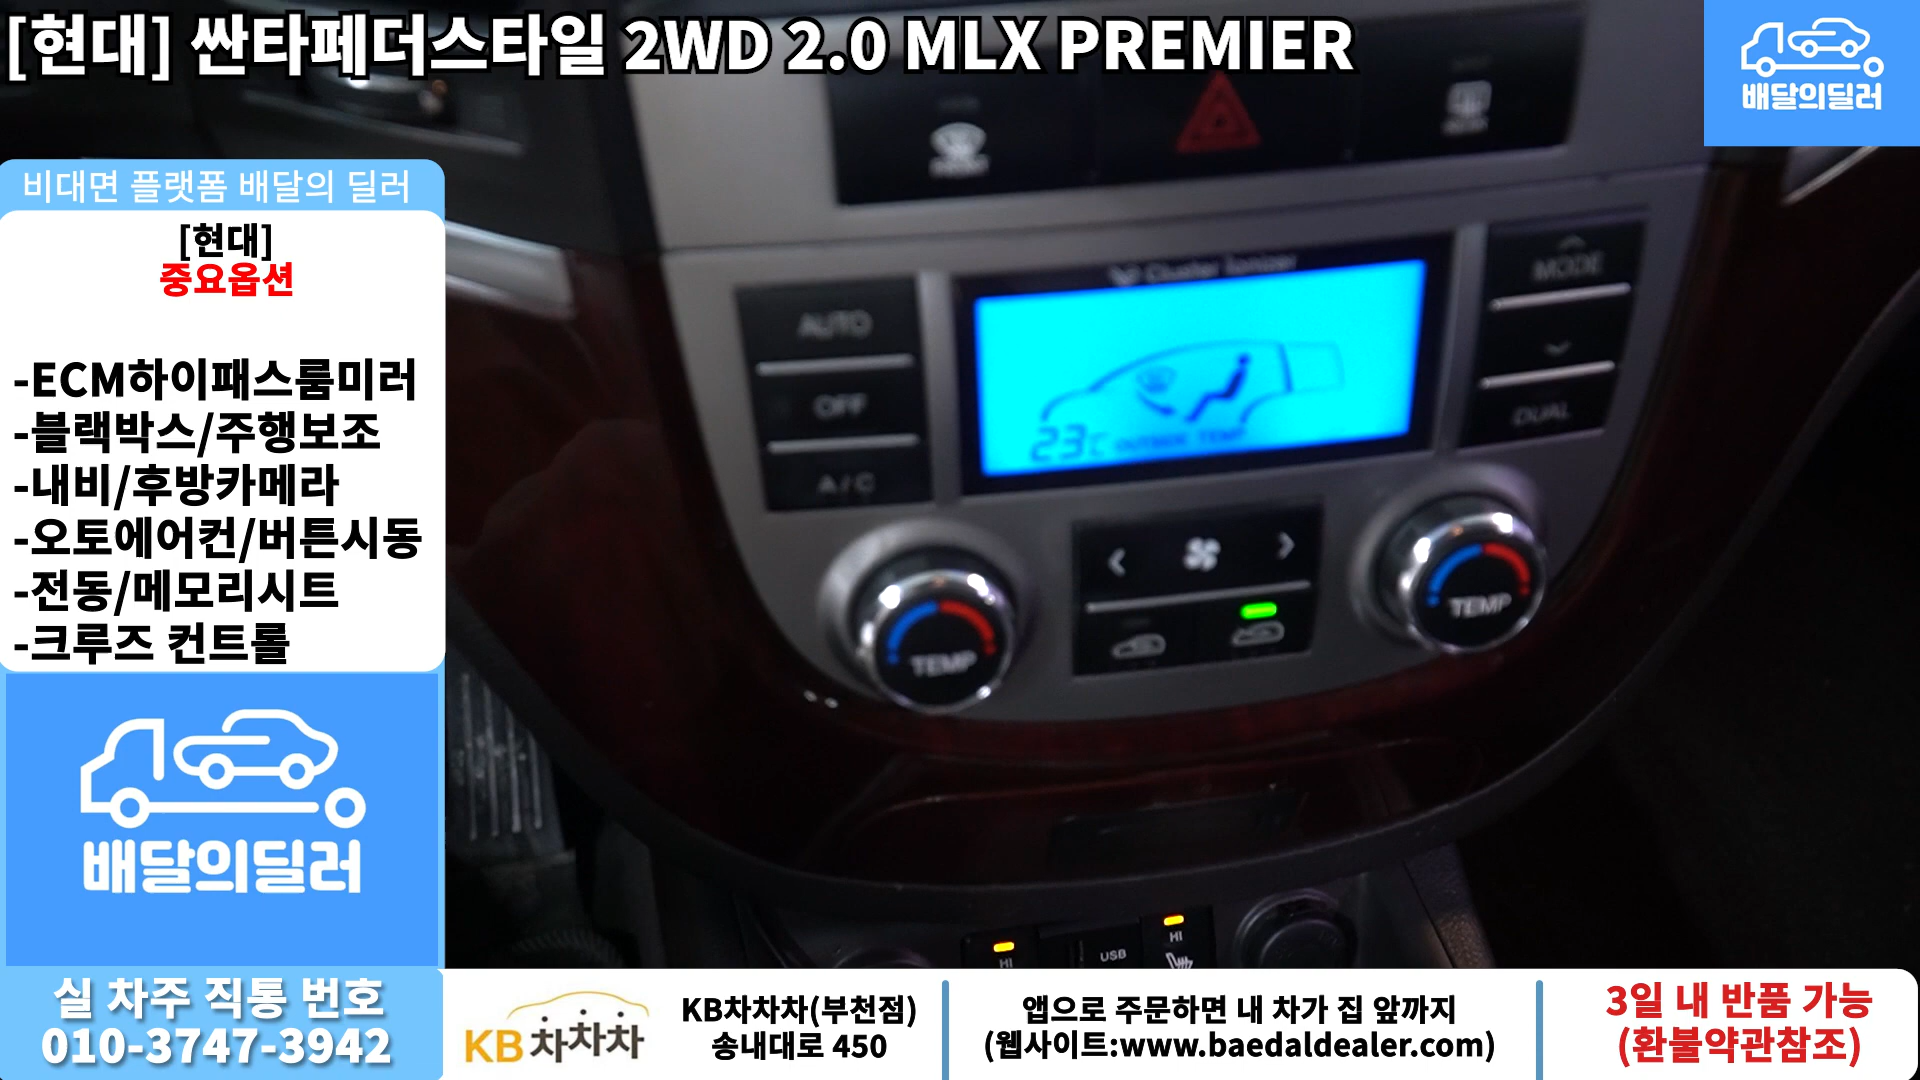 [현대] 싼타페더스타일 2WD 2.0 MLX PREMIER
배달의딜러
비대면 플랫폼 배달의 딜러
[현대]
중요옵션
-ECM하이패스룸미러
-블랙박스/주행보조
-내비/후방카메라
-오토에어컨/버튼시동
-전동/메모리시트
-크루즈 컨트롤
배달의딜러
실 차주 직통 번호
010-3747-3942
FRONT
REAR
Cluster Ionizer
AUTO
OFF
A/C
MODE
DUAL
23℃ OUTSIDE TEMP
TEMP
TEMP
HI
USB
HI
KB차차차
KB차차차(부천점)
송내대로 450
앱으로 주문하면 내 차가 집 앞까지
(웹사이트:www.baedaldealer.com)
3일 내 반품 가능
(환불약관참조)